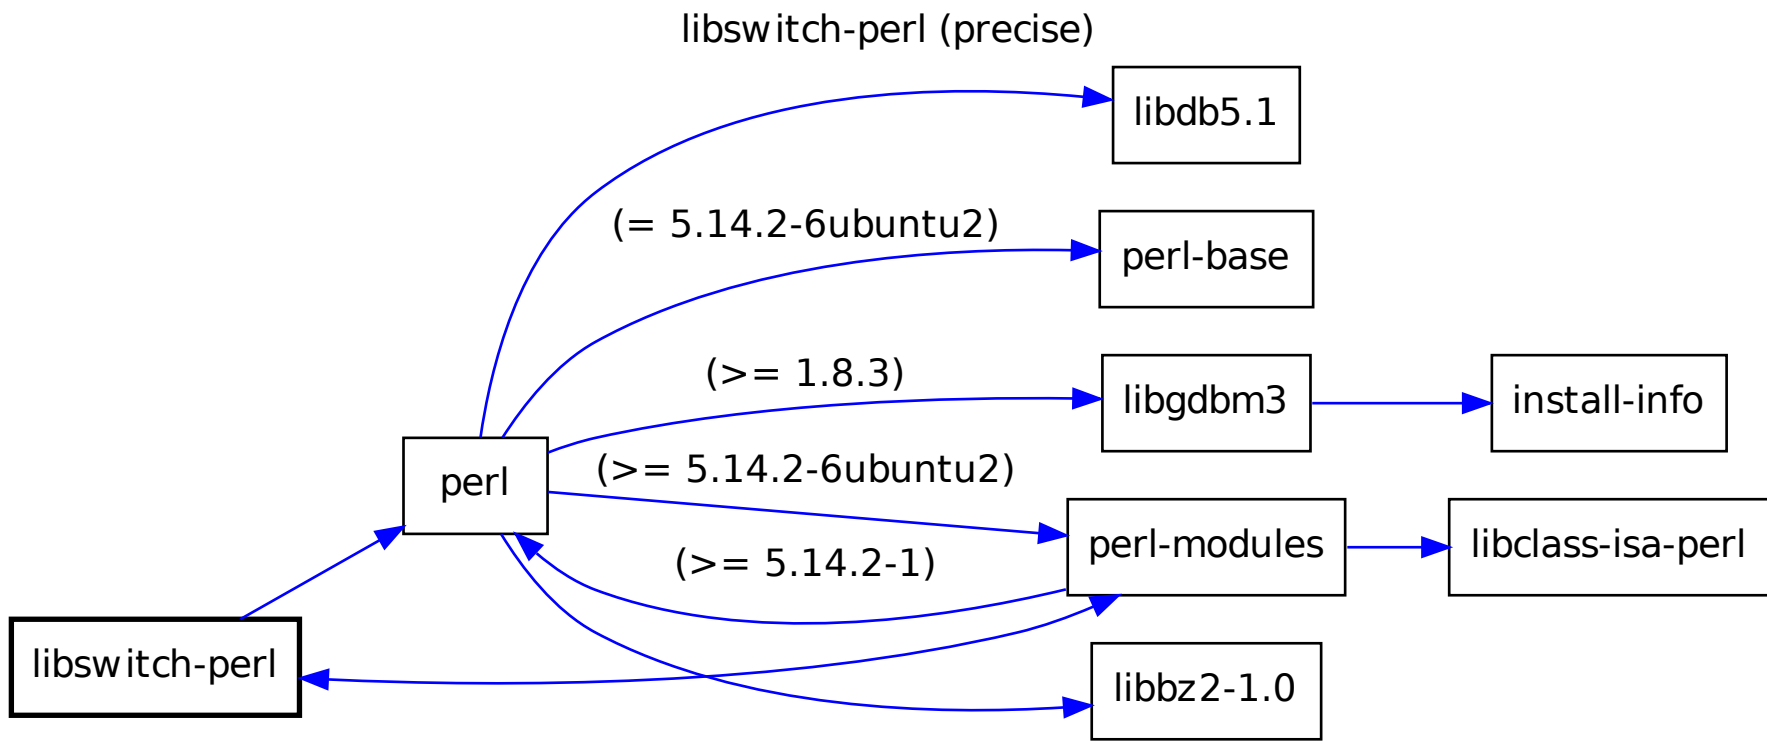 libswitch-perl (precise)
libdb5.1
(= 5.14.2-6ubuntu2)
perl-base
(>= 1.8.3)
libgdbm3
install-info
perl
(>= 5.14.2-6ubuntu2)
perl-modules
libclass-isa-perl
(>= 5.14.2-1)
libswitch-perl
libbz2-1.0